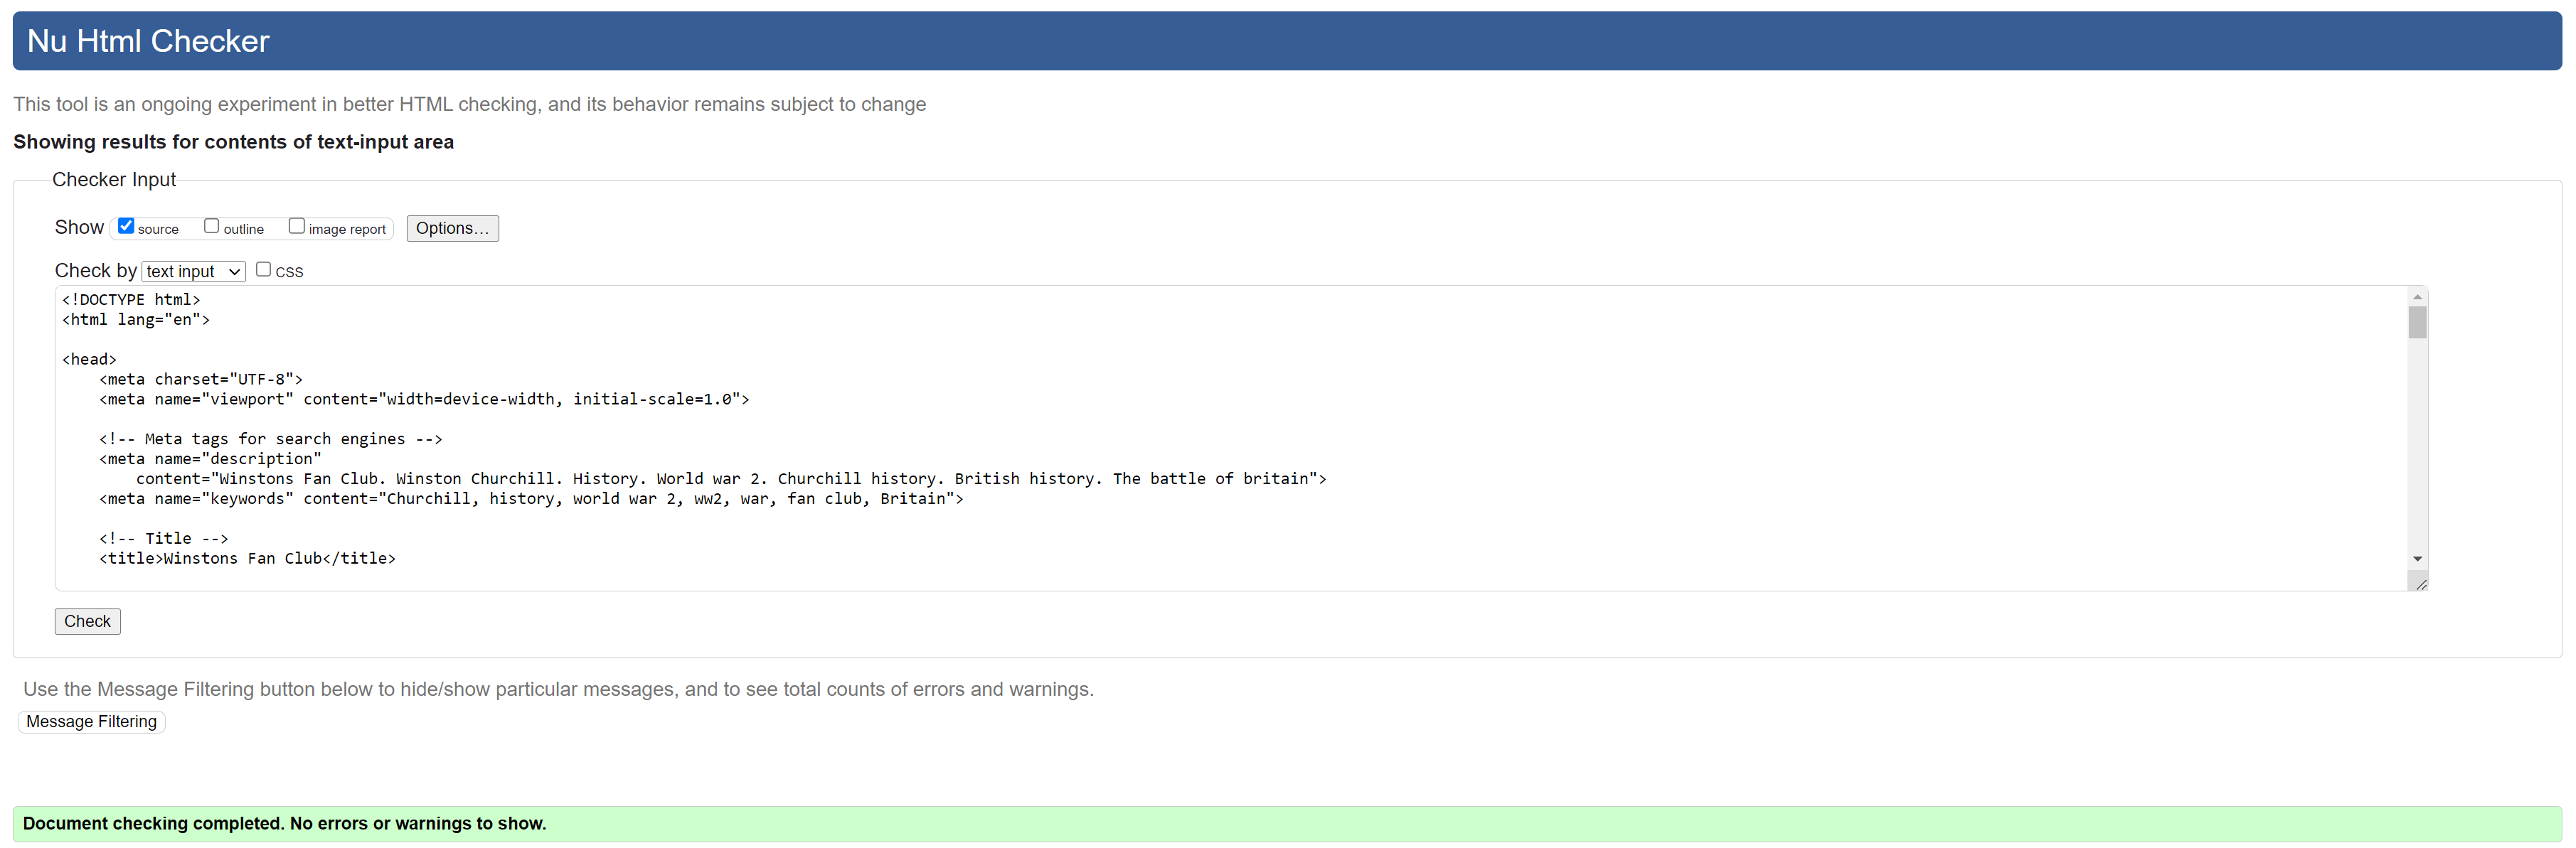 Nu Html Checker
This tool is an ongoing experiment in better HTML checking, and its behavior remains subject to change
Showing results for contents of text-input area
Checker Input
Show source outline image report Options...
Check by text input CSS
<!DOCTYPE html>
<html lang="en">
<head>
<meta charset="UTF-8">
<meta name="viewport" content="width=device-width, initial-scale=1.0">
<!-- Meta tags for search engines -->
<meta name="description"
content="Winstons Fan Club. Winston Churchill. History. World war 2. Churchill history. British history. The battle of britain">
<meta name="keywords" content="Churchill, history, world war 2, ww2, war, fan club, Britain">
<!-- Title -->
<title>Winstons Fan Club</title>
Check
Use the Message Filtering button below to hide/show particular messages, and to see total counts of errors and warnings.
Message Filtering
Document checking completed. No errors or warnings to show.